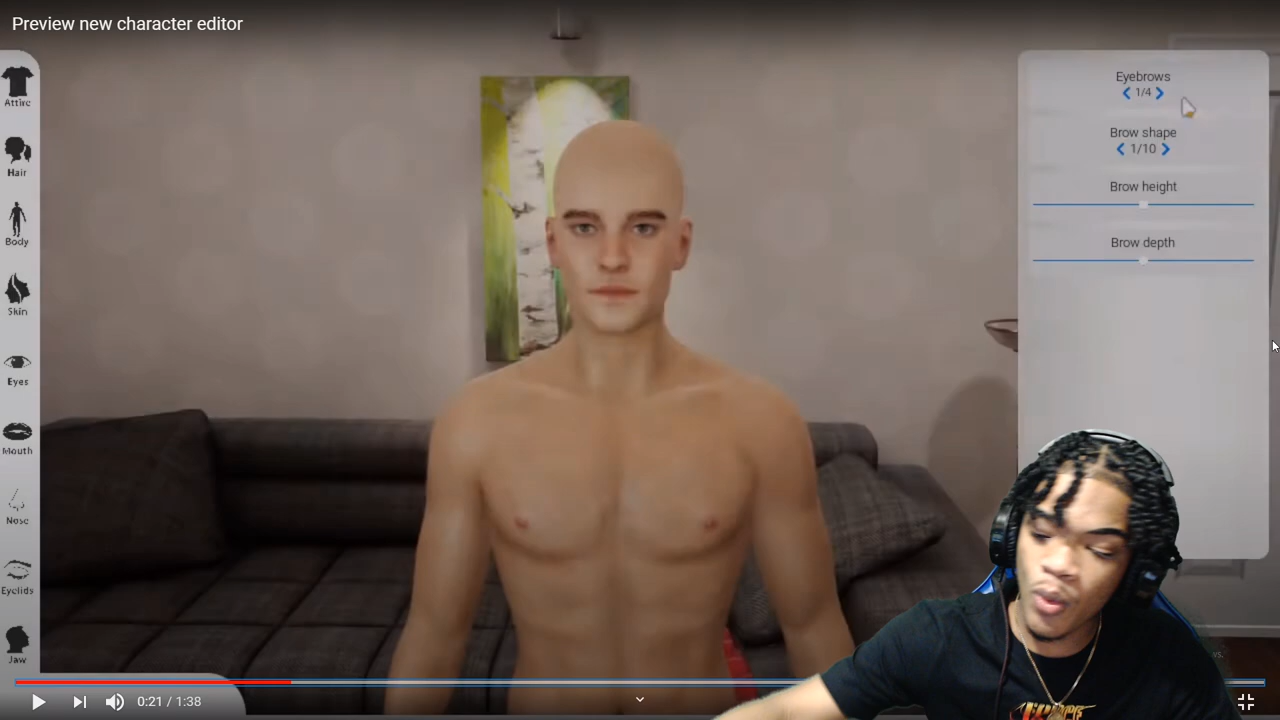 Preview new character editor
Attire
Hair
Body
Skin
Eyes
Mouth
Nose
Eyelids
Jaw
Eyebrows
1/4
Brow shape
1/10
Brow height
Brow depth
0:21 / 1:38